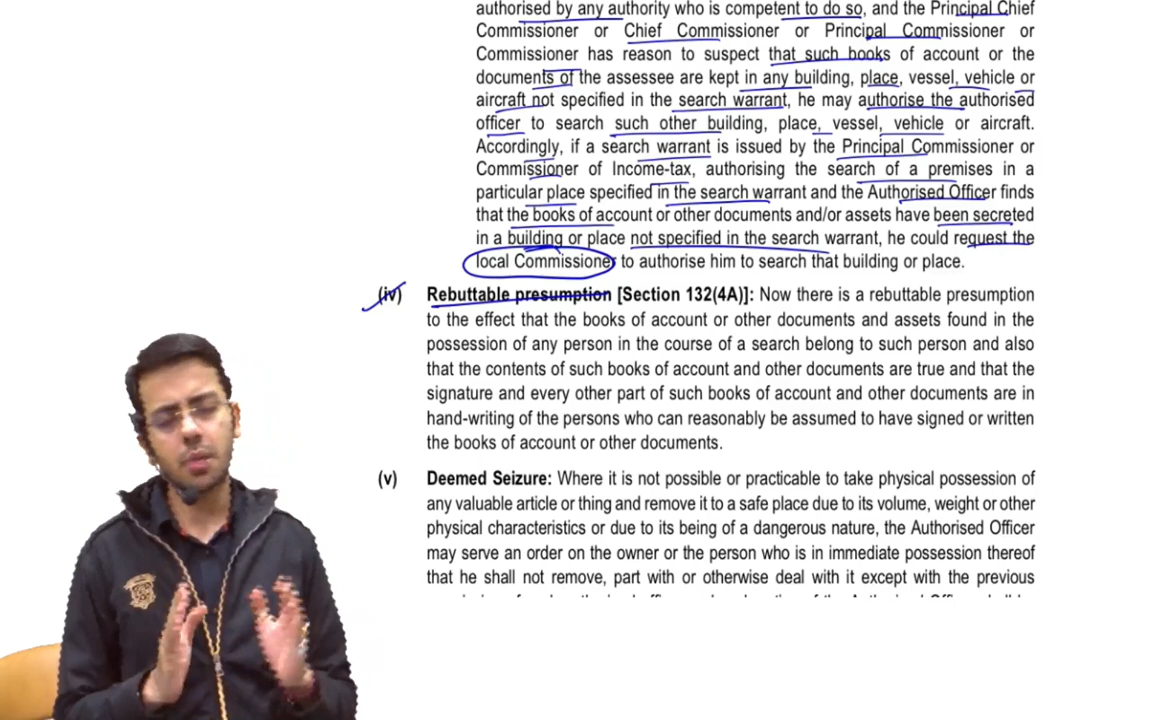 authorised by any authority who is competent to do so, and the Principal Chief
Commissioner or Chief Commissioner or Principal Commissioner or
Commissioner has reason to suspect that such books of account or the
documents of the assessee are kept in any building, place, vessel, vehicle or
aircraft not specified in the search warrant, he may authorise the authorised
officer to search such other building, place, vessel, vehicle or aircraft.
Accordingly, if a search warrant is issued by the Principal Commissioner or
Commissioner of Income-tax, authorising the search of a premises in a
particular place specified in the search warrant and the Authorised Officer finds
that the books of account or other documents and/or assets have been secreted
in a building or place not specified in the search warrant, he could request the
local Commissioner to authorise him to search that building or place.
(iv) Rebuttable presumption [Section 132(4A)]: Now there is a rebuttable presumption
to the effect that the books of account or other documents and assets found in the
possession of any person in the course of a search belong to such person and also
that the contents of such books of account and other documents are true and that the
signature and every other part of such books of account and other documents are in
hand-writing of the persons who can reasonably be assumed to have signed or written
the books of account or other documents.
(v) Deemed Seizure: Where it is not possible or practicable to take physical possession of
any valuable article or thing and remove it to a safe place due to its volume, weight or other
physical characteristics or due to its being of a dangerous nature, the Authorised Officer
may serve an order on the owner or the person who is in immediate possession thereof
that he shall not remove, part with or otherwise deal with it except with the previous